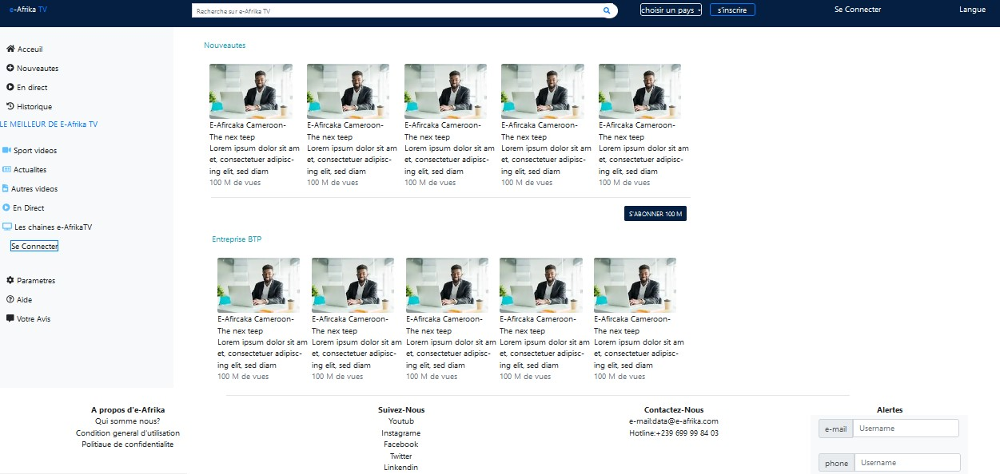 e-Afrika TV
Recherche sur e-Afrika TV
choisir un pays
s'inscrire
Se Connecter
Langue
Acceuil
Nouveautes
En direct
Historique
LE MEILLEUR DE E-Afrika TV
Sport videos
Actualites
Autres videos
En Direct
Les chaines e-AfrikaTV
Se Connecter
Parametres
Aide
Votre Avis
Nouveautes
E-Afircaka Cameroon-
The nex teep
Lorem ipsum dolor sit am
et, consectetuer adipisc-
ing elit, sed diam
100 M de vues
E-Afircaka Cameroon-
The nex teep
Lorem ipsum dolor sit am
et, consectetuer adipisc-
ing elit, sed diam
100 M de vues
E-Afircaka Cameroon-
The nex teep
Lorem ipsum dolor sit am
et, consectetuer adipisc-
ing elit, sed diam
100 M de vues
E-Afircaka Cameroon-
The nex teep
Lorem ipsum dolor sit am
et, consectetuer adipisc-
ing elit, sed diam
100 M de vues
E-Afircaka Cameroon-
The nex teep
Lorem ipsum dolor sit am
et, consectetuer adipisc-
ing elit, sed diam
100 M de vues
S'ABONNER 100 M
Entreprise BTP
E-Afircaka Cameroon-
The nex teep
Lorem ipsum dolor sit am
et, consectetuer adipisc-
ing elit, sed diam
100 M de vues
E-Afircaka Cameroon-
The nex teep
Lorem ipsum dolor sit am
et, consectetuer adipisc-
ing elit, sed diam
100 M de vues
E-Afircaka Cameroon-
The nex teep
Lorem ipsum dolor sit am
et, consectetuer adipisc-
ing elit, sed diam
100 M de vues
E-Afircaka Cameroon-
The nex teep
Lorem ipsum dolor sit am
et, consectetuer adipisc-
ing elit, sed diam
100 M de vues
E-Afircaka Cameroon-
The nex teep
Lorem ipsum dolor sit am
et, consectetuer adipisc-
ing elit, sed diam
100 M de vues
A propos d'e-Afrika
Qui somme nous?
Condition general d'utilisation
Politiaue de confidentialite
Suivez-Nous
Youtub
Instagrame
Facebook
Twitter
Linkendin
Contactez-Nous
e-mail:data@e-afrika.com
Hotline:+239 699 99 84 03
Alertes
e-mail
Username
phone
Username